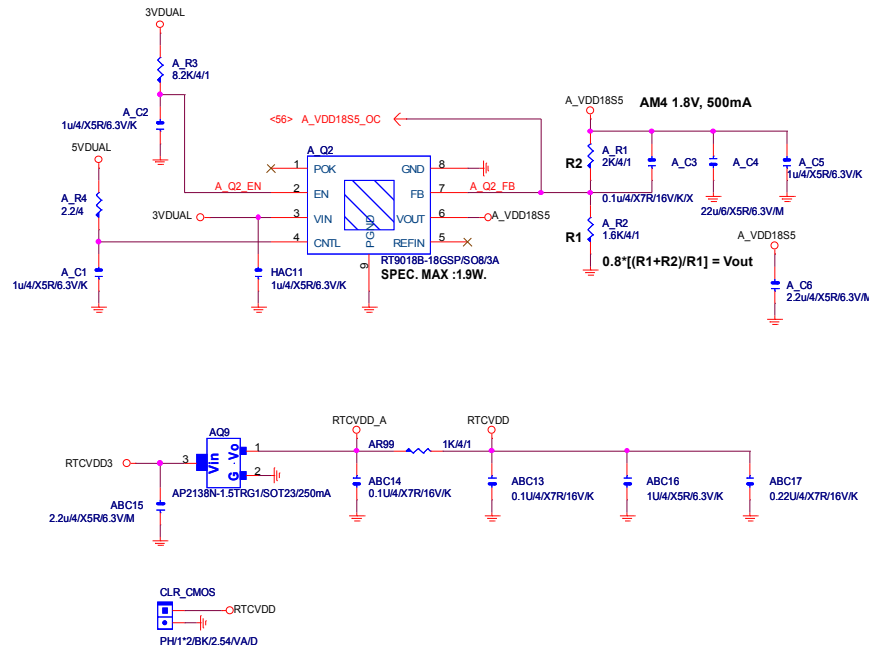 3VDUAL
A_R3
8.2K/4/1
A_C2
1u/4/X5R/6.3V/K
5VDUAL
A_R4
2.2/4
A_C1
1u/4/X5R/6.3V/K
A_Q2_EN
3VDUAL
HAC11
1u/4/X5R/6.3V/K
<56> A_VDD18S5_OC
A_Q2
1 POK
2 EN
3 VIN
4 CNTL
GND 8
FB 7
VOUT 6
REFIN 5
PGND
9
RT9018B-18GSP/SO8/3A
SPEC. MAX :1.9W.
A_Q2_FB
A_VDD18S5
A_VDD18S5
AM4 1.8V, 500mA
R2
A_R1
2K/4/1
A_C3
0.1u/4/X7R/16V/K/X
A_C4
22u/6/X5R/6.3V/M
A_C5
1u/4/X5R/6.3V/K
R1
A_R2
1.6K/4/1
0.8*[(R1+R2)/R1] = Vout
A_VDD18S5
A_C6
2.2u/4/X5R/6.3V/M
RTCVDD3
ABC15
2.2u/4/X5R/6.3V/M
AQ9
3 Vin
G . Vo
1
2
AP2138N-1.5TRG1/SOT23/250mA
RTCVDD_A
AR99
1K/4/1
RTCVDD
ABC14
0.1U/4/X7R/16V/K
ABC13
0.1U/4/X7R/16V/K
ABC16
1U/4/X5R/6.3V/K
ABC17
0.22U/4/X7R/16V/K
CLR_CMOS
RTCVDD
PH/1*2/BK/2.54/VA/D